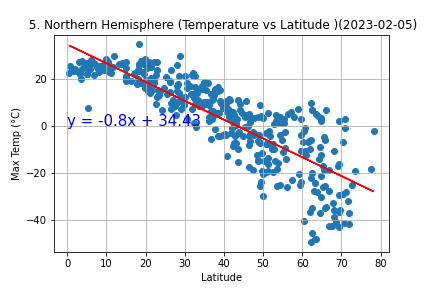 5. Northern Hemisphere (Temperature vs Latitude )(2023-02-05)
Max Temp (°C)
20
0
−20
−40
y = -0.8x + 34.43
0 10 20 30 40 50 60 70 80
Latitude